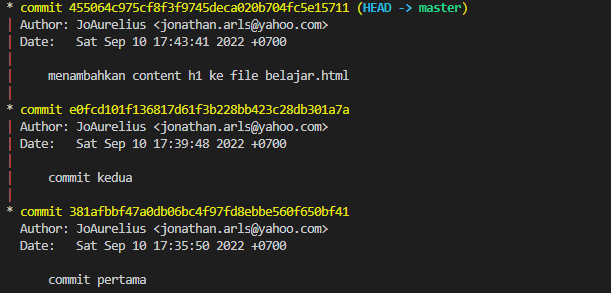 * commit 455064c975cf8f3f9745deca020b704fc5e15711 (HEAD -> master)
| Author: JoAurelius <jonathan.arls@yahoo.com>
| Date:   Sat Sep 10 17:43:41 2022 +0700
|
|     menambahkan content h1 ke file belajar.html
|
* commit e0fcd101f136817d61f3b228bb423c28db301a7a
| Author: JoAurelius <jonathan.arls@yahoo.com>
| Date:   Sat Sep 10 17:39:48 2022 +0700
|
|     commit kedua
|
* commit 381afbbf47a0db06bc4f97fd8ebbe560f650bf41
  Author: JoAurelius <jonathan.arls@yahoo.com>
  Date:   Sat Sep 10 17:35:50 2022 +0700

      commit pertama